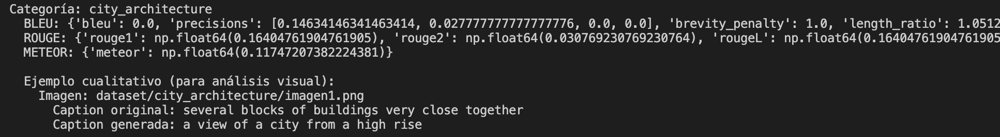 Categoría: city_architecture
BLEU: {'bleu': 0.0, 'precisions': [0.14634146341463414, 0.027777777777777776, 0.0, 0.0], 'brevity_penalty': 1.0, 'length_ratio': 1.0512
ROUGE: {'rouge1': np.float64(0.16404761904761905), 'rouge2': np.float64(0.030769230769230764), 'rougeL': np.float64(0.16404761904761905
METEOR: {'meteor': np.float64(0.11747207382224381)}
Ejemplo cualitativo (para análisis visual):
Imagen: dataset/city_architecture/imagen1.png
Caption original: several blocks of buildings very close together
Caption generada: a view of a city from a high rise